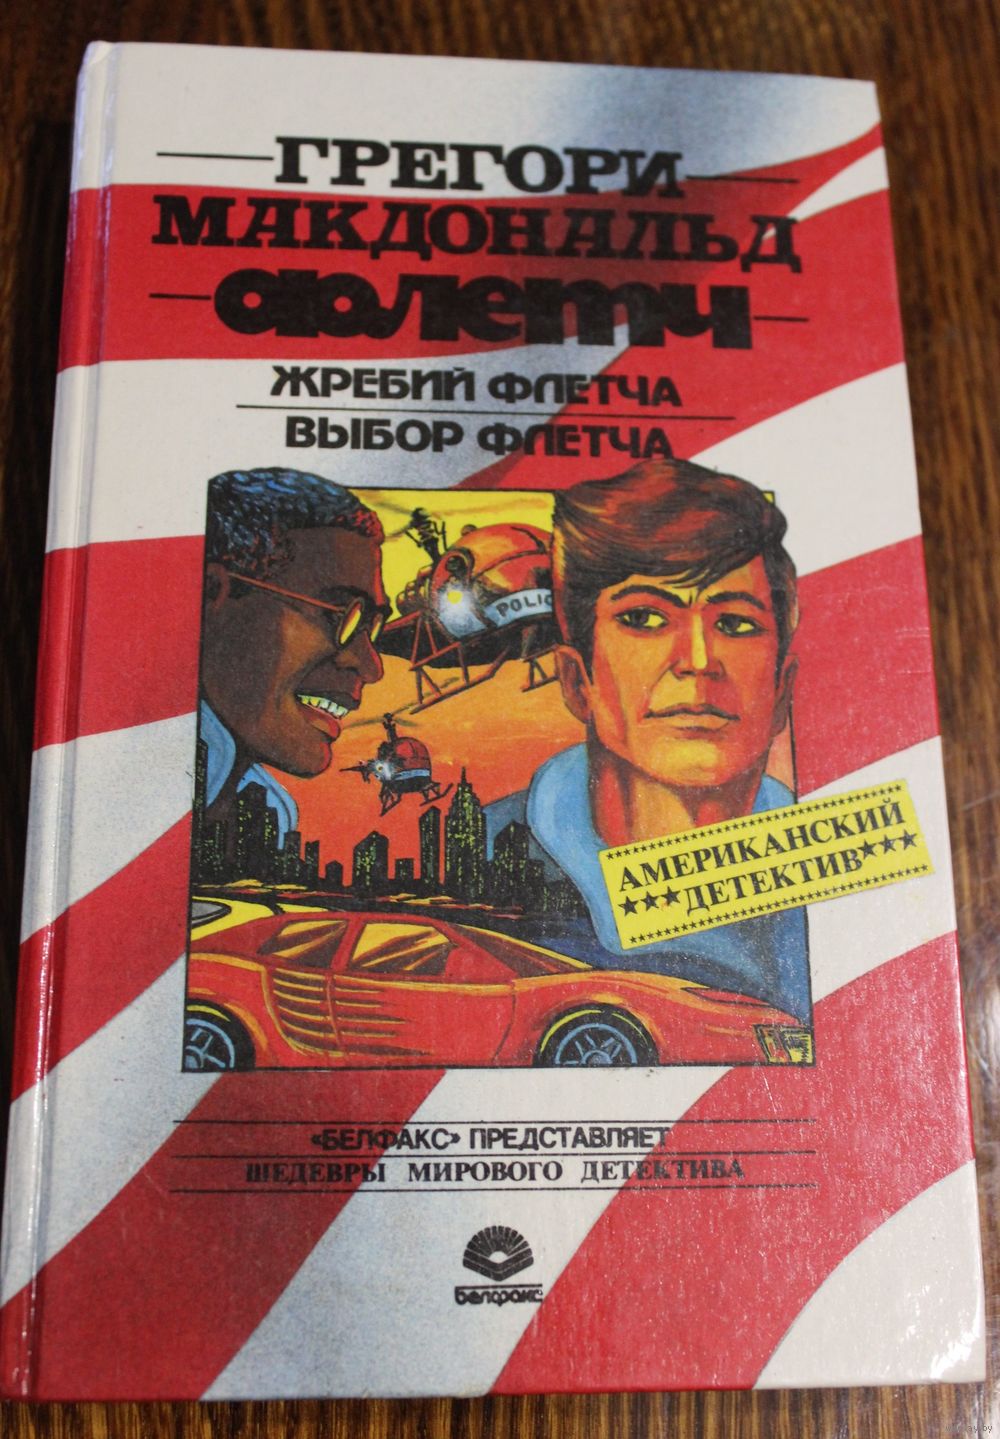 ГРЕГОРИ
МАКДОНАЛЬД
ФЛЕТЧ
ЖРЕБИЙ ФЛЕТЧА
ВЫБОР ФЛЕТЧА
POLIC
АМЕРИКАНСКИЙ
★★★ДЕТЕКТИВ★★★
«БЕЛФАКС» ПРЕДСТАВЛЯЕТ
ШЕДЕВРЫ МИРОВОГО ДЕТЕКТИВА
белфакс